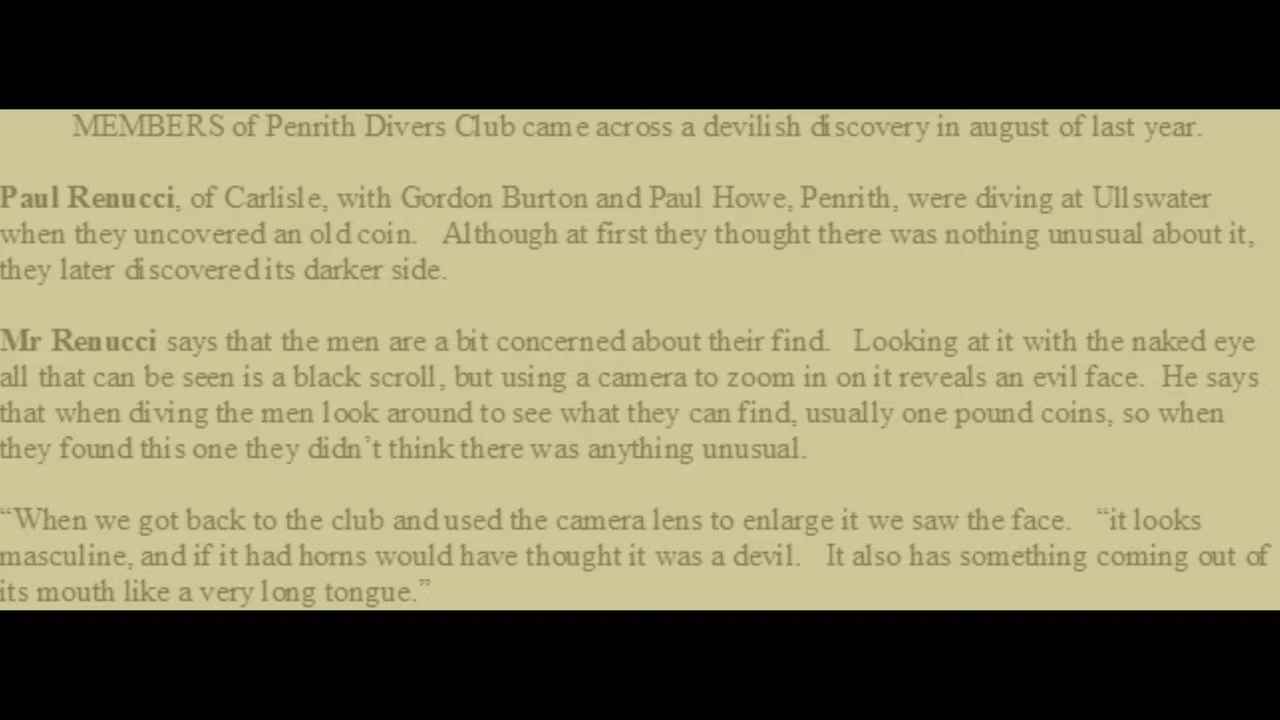 MEMBERS of Penrith Divers Club came across a devilish discovery in august of last year.
Paul Renucci, of Carlisle, with Gordon Burton and Paul Howe, Penrith, were diving at Ullswater
when they uncovered an old coin. Although at first they thought there was nothing unusual about it,
they later discovered its darker side.
Mr Renucci says that the men are a bit concerned about their find. Looking at it with the naked eye
all that can be seen is a black scroll, but using a camera to zoom in on it reveals an evil face. He says
that when diving the men look around to see what they can find, usually one pound coins, so when
they found this one they didn’t think there was anything unusual.
“When we got back to the club and used the camera lens to enlarge it we saw the face. “it looks
masculine, and if it had horns would have thought it was a devil. It also has something coming out of
its mouth like a very long tongue.”